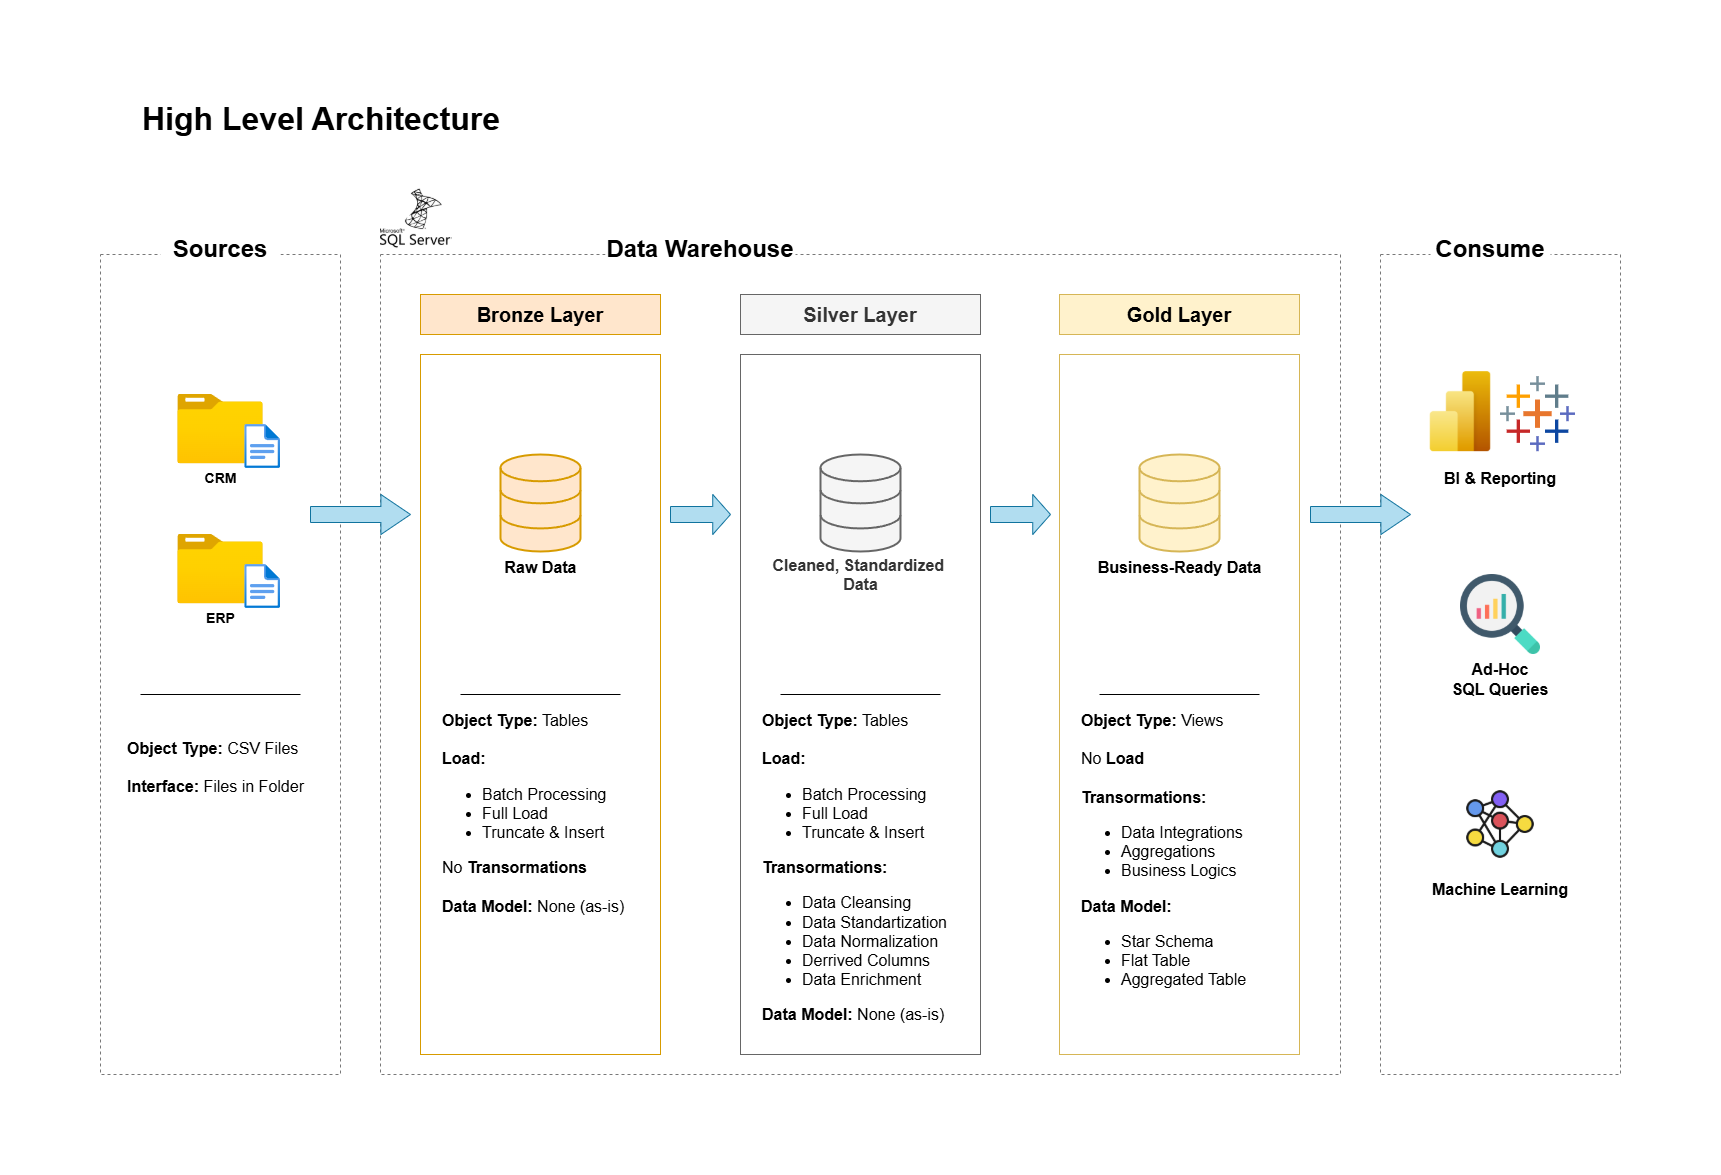 High Level Architecture
Microsoft®
SQL Server
Sources
Data Warehouse
Consume
CRM
ERP
Object Type: CSV Files
Interface: Files in Folder
Bronze Layer
Raw Data
Object Type: Tables
Load:
Batch Processing
Full Load
Truncate & Insert
No Transormations
Data Model: None (as-is)
Silver Layer
Cleaned, Standardized
Data
Object Type: Tables
Load:
Batch Processing
Full Load
Truncate & Insert
Transormations:
Data Cleansing
Data Standartization
Data Normalization
Derrived Columns
Data Enrichment
Data Model: None (as-is)
Gold Layer
Business-Ready Data
Object Type: Views
No Load
Transormations:
Data Integrations
Aggregations
Business Logics
Data Model:
Star Schema
Flat Table
Aggregated Table
BI & Reporting
Ad-Hoc
SQL Queries
Machine Learning